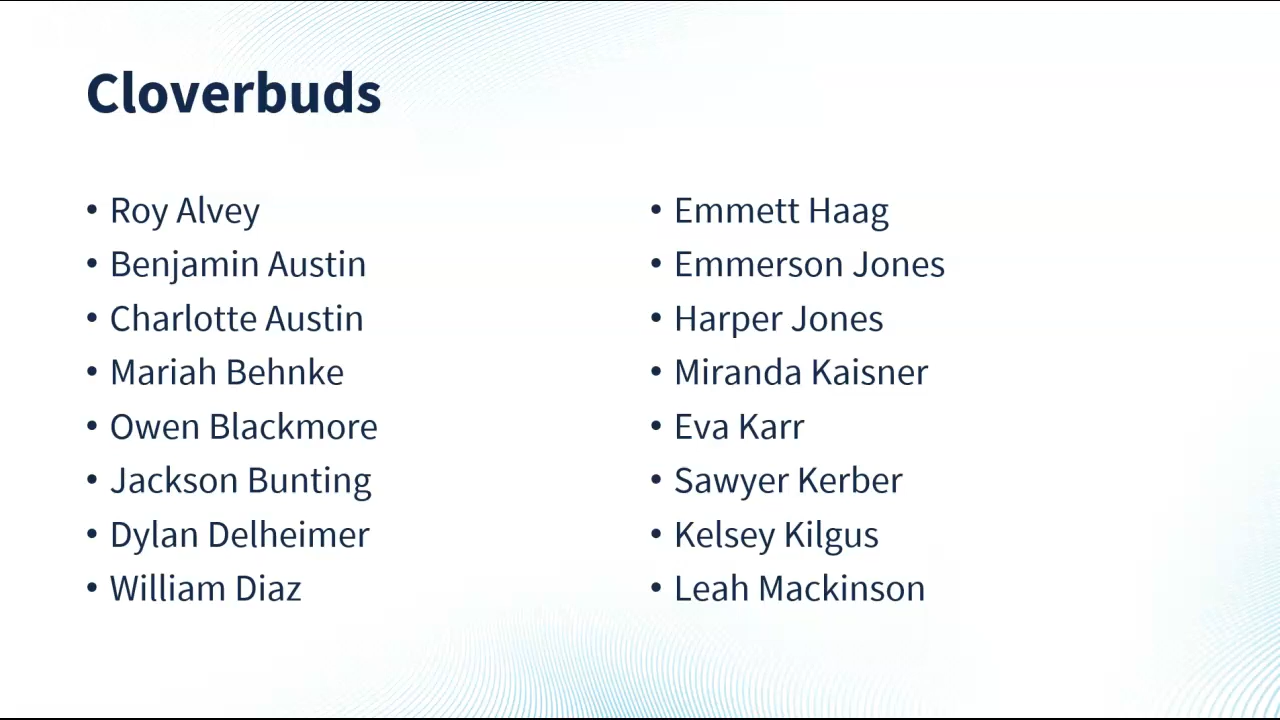 Cloverbuds
• Roy Alvey
• Benjamin Austin
• Charlotte Austin
• Mariah Behnke
• Owen Blackmore
• Jackson Bunting
• Dylan Delheimer
• William Diaz
• Emmett Haag
• Emmerson Jones
• Harper Jones
• Miranda Kaisner
• Eva Karr
• Sawyer Kerber
• Kelsey Kilgus
• Leah Mackinson